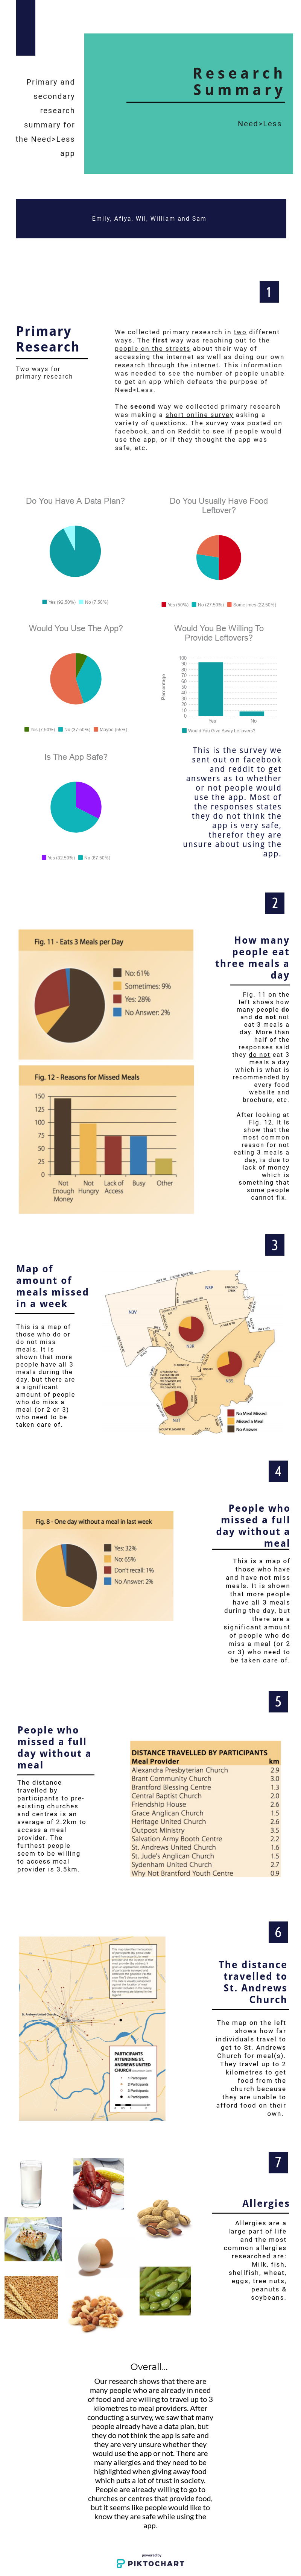 Primary and
secondary
research
summary for
the Need>Less
app
Research
Summary
Need>Less
Emily, Afiya, Wil, William and Sam
1
Primary
Research
Two ways for
primary research
We collected primary research in two different
ways. The first way was reaching out to the
people on the streets about their way of
accessing the internet as well as doing our own
research through the internet. This information
was needed to see the number of people unable
to get an app which defeats the purpose of
Need<Less.
The second way we collected primary research
was making a short online survey asking a
variety of questions. The survey was posted on
facebook, and on Reddit to see if people would
use the app, or if they thought the app was
safe, etc.
Do You Have A Data Plan?
Yes (92.50%) No (7.50%)
Do You Usually Have Food
Leftover?
Yes (50%) No (27.50%) Sometimes (22.50%)
Would You Use The App?
Yes (7.50%) No (37.50%) Maybe (55%)
Would You Be Willing To
Provide Leftovers?
Percentage
100
90
80
70
60
50
40
30
20
10
0
Yes No
Would You Give Away Leftovers?
Is The App Safe?
Yes (32.50%) No (67.50%)
This is the survey we
sent out on facebook
and reddit to get
answers as to whether
or not people would
use the app. Most of
the responses states
they do not think the
app is very safe,
therefor they are
unsure about using the
app.
2
Fig. 11 - Eats 3 Meals per Day
No: 61%
Sometimes: 9%
Yes: 28%
No Answer: 2%
Fig. 12 - Reasons for Missed Meals
150
125
100
75
50
25
0
Not Enough Money
Not Hungry
Lack of Access
Busy
Other
How many
people eat
three meals a
day
Fig. 11 on the
left shows how
many people do
and do not not
eat 3 meals a
day. More than
half of the
responses said
they do not eat 3
meals a day
which is what is
recommended by
every food
website and
brochure, etc.
After looking at
Fig. 12, it is
show that the
most common
reason for not
eating 3 meals a
day, is due to
lack of money
which is
something that
some people
cannot fix.
3
Map of
amount of
meals missed
in a week
This is a map of
those who do or
do not miss
meals. It is
shown that more
people have all 3
meals during the
day, but there are
a significant
amount of people
who do miss a
meal (or 2 or 3)
who need to be
taken care of.
N3V
N3P
N3R
N3S
N3T
No Meal Missed
Missed a Meal
No Answer
4
Fig. 8 - One day without a meal in last week
Yes: 32%
No: 65%
Don't recall: 1%
No Answer: 2%
People who
missed a full
day without a
meal
This is a map of
those who have
and have not miss
meals. It is shown
that more people
have all 3 meals
during the day, but
there are a
significant amount
of people who do
miss a meal (or 2
or 3) who need to
be taken care of.
5
People who
missed a full
day without a
meal
The distance
travelled by
participants to pre-
existing churches
and centres is an
average of 2.2km to
access a meal
provider. The
furthest people
seem to be willing
to access meal
provider is 3.5km.
DISTANCE TRAVELLED BY PARTICIPANTS
Meal Provider km
Alexandra Presbyterian Church 2.9
Brant Community Church 3.0
Brantford Blessing Centre 1.3
Central Baptist Church 2.0
Friendship House 2.6
Grace Anglican Church 1.5
Heritage United Church 2.6
Outpost Ministry 3.5
Salvation Army Booth Centre 2.2
St. Andrews United Church 1.6
St. Jude's Anglican Church 1.5
Sydenham United Church 2.7
Why Not Brantford Youth Centre 0.9
6
PARTICIPANTS
ATTENDING ST.
ANDREWS UNITED
CHURCH
1 Participant
2 Participants
3 Participants
4 Participants
The distance
travelled to
St. Andrews
Church
The map on the left
shows how far
individuals travel to
get to St. Andrews
Church for meal(s).
They travel up to 2
kilometres to get
food from the
church because
they are unable to
afford food on their
own.
7
Allergies
Allergies are a
large part of life
and the most
common allergies
researched are:
Milk, fish,
shellfish, wheat,
eggs, tree nuts,
peanuts &
soybeans.
Overall...
Our research shows that there are
many people who are already in need
of food and are willing to travel up to 3
kilometres to meal providers. After
conducting a survey, we saw that many
people already have a data plan, but
they do not think the app is safe and
they are very unsure whether they
would use the app or not. There are
many allergies and they need to be
highlighted when giving away food
which puts a lot of trust in society.
People are already willing to go to
churches or centres that provide food,
but it seems like people would like to
know they are safe while using the
app.
powered by
PIKTOCHART